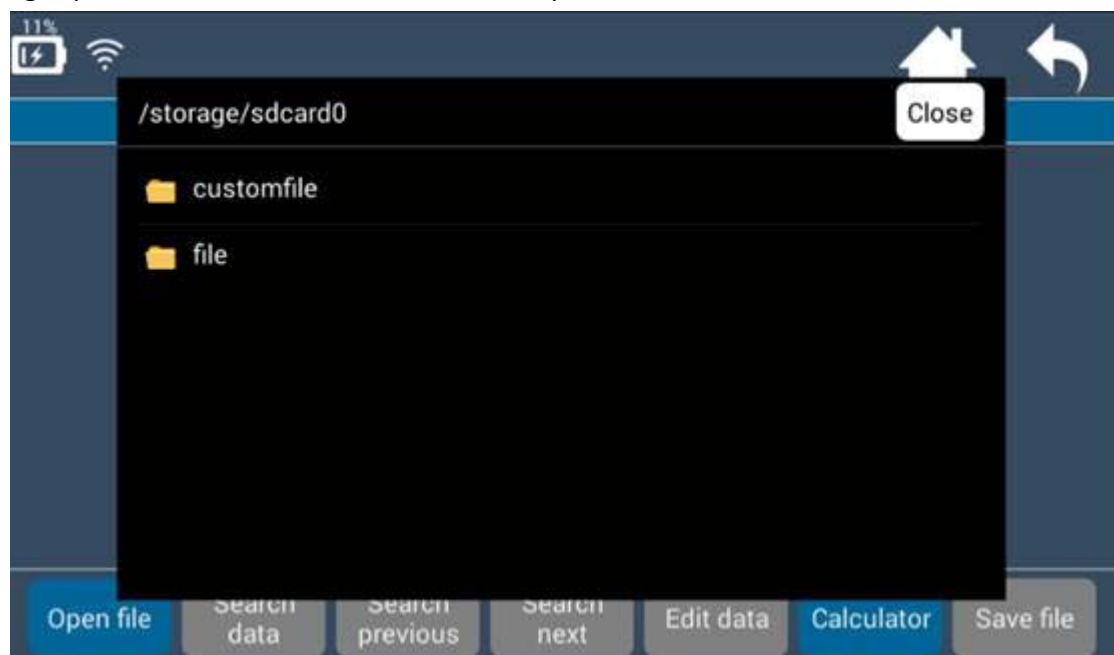 11%
/storage/sdcard0
Close
customfile
file
Open file
Search
data
Search
previous
Search
next
Edit data
Calculator
Save file